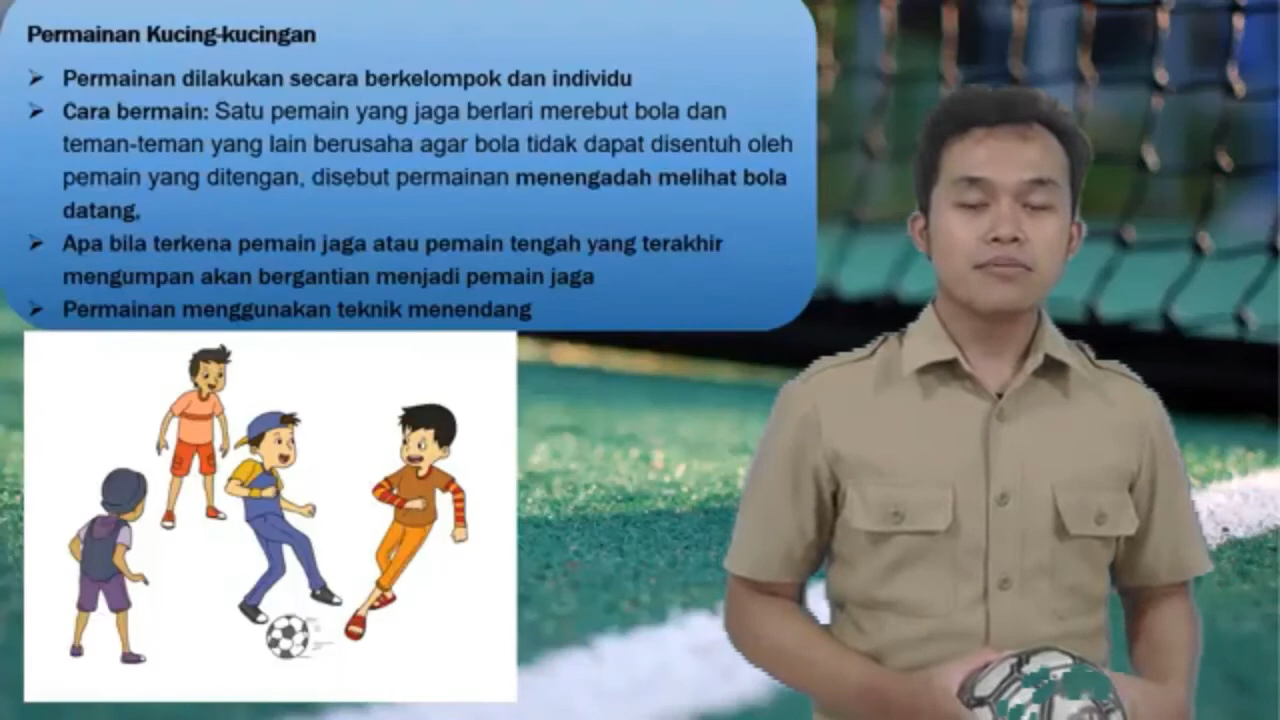 Permainan Kucing-kucingan
Permainan dilakukan secara berkelompok dan individu
Cara bermain: Satu pemain yang jaga berlari merebut bola dan
teman-teman yang lain berusaha agar bola tidak dapat disentuh oleh
pemain yang ditengan, disebut permainan menengadah melihat bola
datang,
Apa bila terkena pemain jaga atau pemain tengah yang terakhir
mengumpan akan bergantian menjadi pemain jaga
Permainan menggunakan teknik menendang